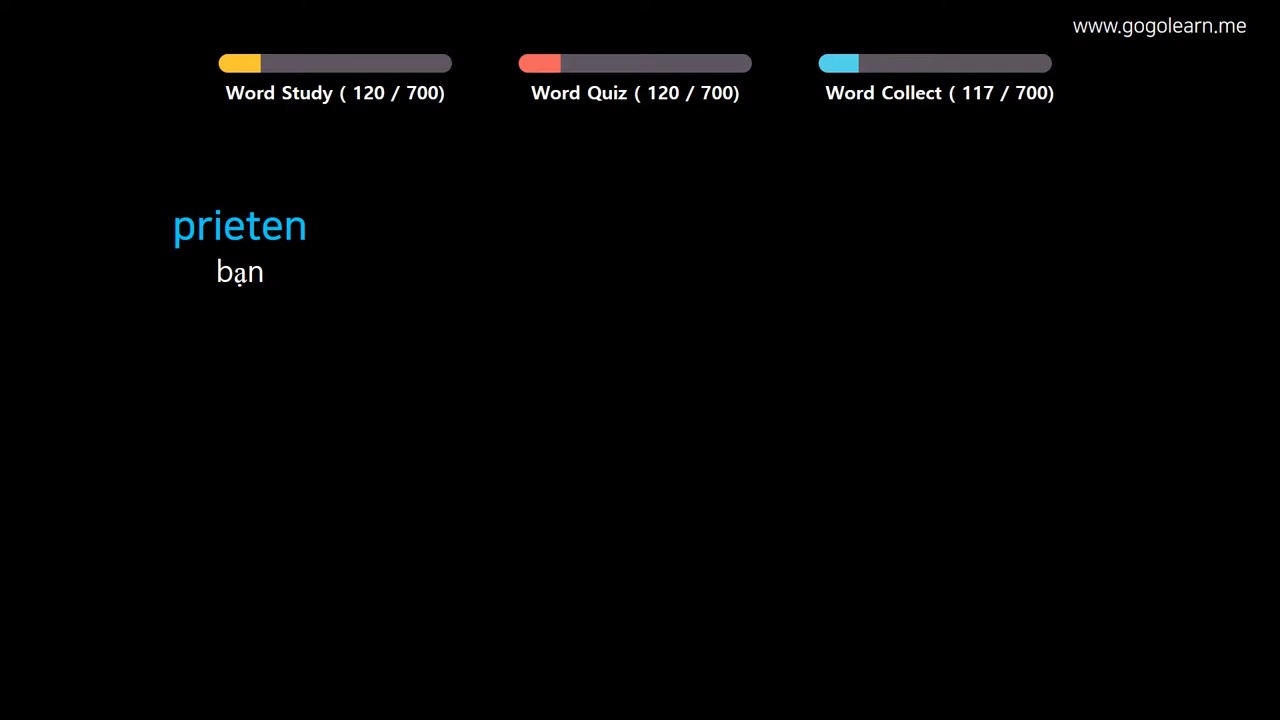 www.gogolearn.me
Word Study ( 120 / 700)
Word Quiz ( 120 / 700)
Word Collect ( 117 / 700)
prieten
bạn